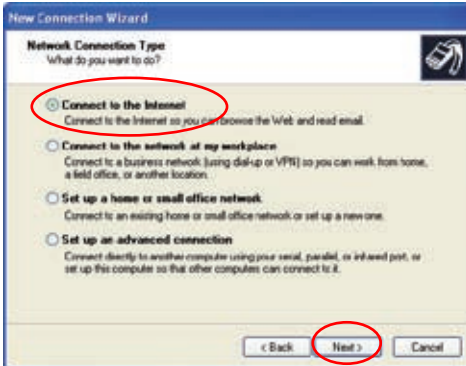 New Connection Wizard
Network Connection Type
What do you want to do?
Connect to the Internet
Connect to the Internet so you can browse the Web and read email.
Connect to the network at my workplace
Connect to a business network (using dial-up or VPN) so you can work from home,
a field office, or another location.
Set up a home or small office network
Connect to an existing home or small office network or set up a new one.
Set up an advanced connection
Connect directly to another computer using your serial, parallel, or infrared port, or
set up this computer so that other computers can connect to it.
< Back
Next >
Cancel